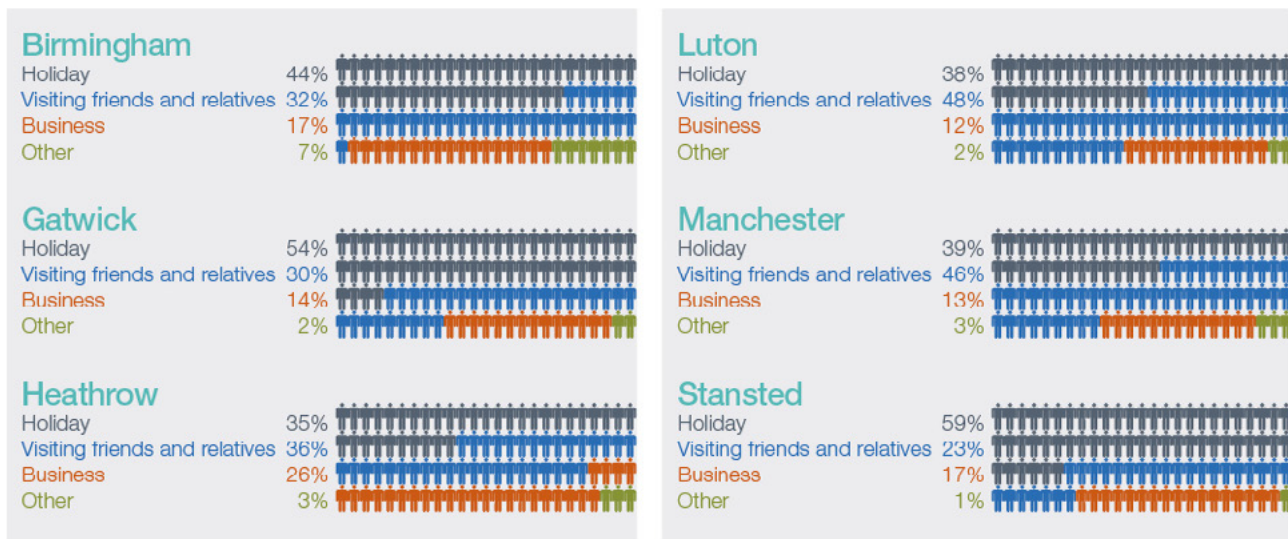 Birmingham
Holiday 44%
Visiting friends and relatives 32%
Business 17%
Other 7%
Gatwick
Holiday 54%
Visiting friends and relatives 30%
Business 14%
Other 2%
Heathrow
Holiday 35%
Visiting friends and relatives 36%
Business 26%
Other 3%
Luton
Holiday 38%
Visiting friends and relatives 48%
Business 12%
Other 2%
Manchester
Holiday 39%
Visiting friends and relatives 46%
Business 13%
Other 3%
Stansted
Holiday 59%
Visiting friends and relatives 23%
Business 17%
Other 1%